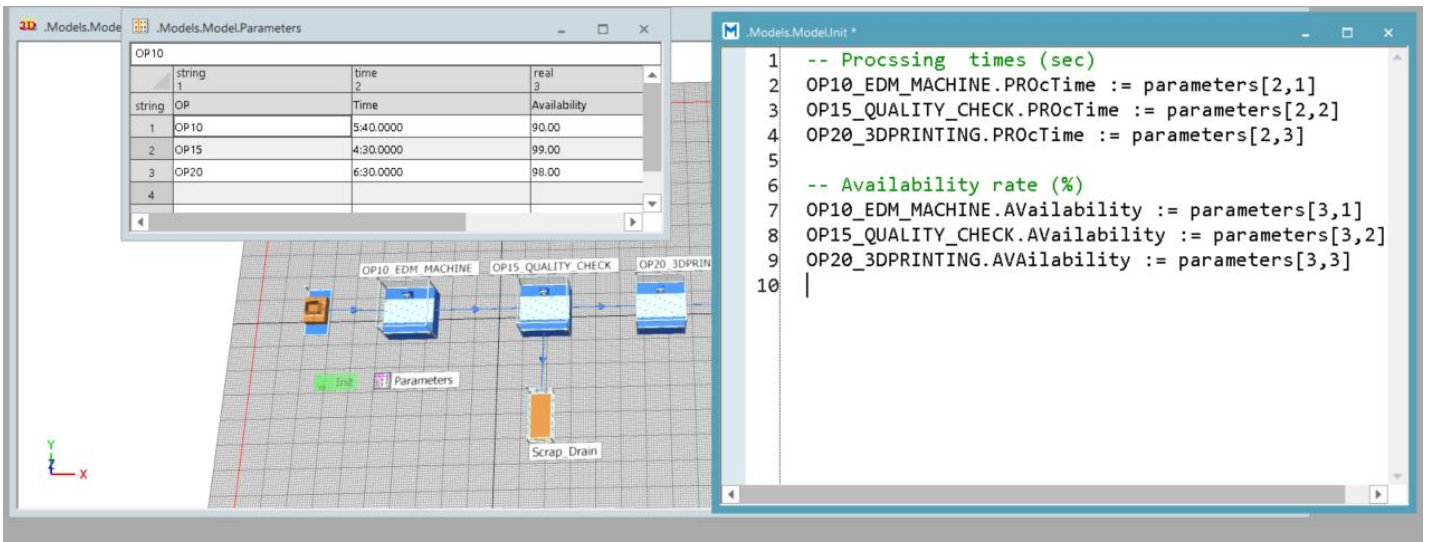 3D .Models.Mode
.Models.Model.Parameters
OP10
string
1
time
2
real
3
string OP Time Availability
1 OP10 5:40.0000 90.00
2 OP15 4:30.0000 99.00
3 OP20 6:30.0000 98.00
4
OP10_EDM_MACHINE OP15_QUALITY_CHECK OP20_3DPRIN
Init Parameters
Scrap_Drain
Y
Z X
M .Models.Model.Init *
1 -- Procssing times (sec)
2 OP10_EDM_MACHINE.PROcTime := parameters[2,1]
3 OP15_QUALITY_CHECK.PROcTime := parameters[2,2]
4 OP20_3DPRINTING.PROcTime := parameters[2,3]
5
6 -- Availability rate (%)
7 OP10_EDM_MACHINE.AVailability := parameters[3,1]
8 OP15_QUALITY_CHECK.AVailability := parameters[3,2]
9 OP20_3DPRINTING.AVAilability := parameters[3,3]
10